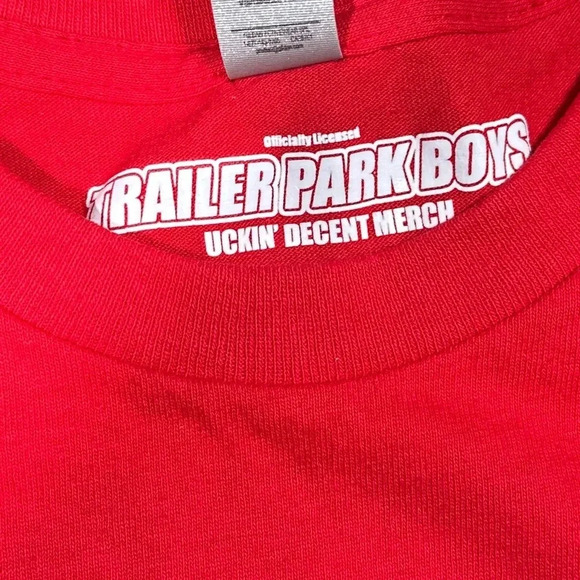 Officially Licensed
TRAILER PARK BOYS
UCKIN' DECENT MERCH